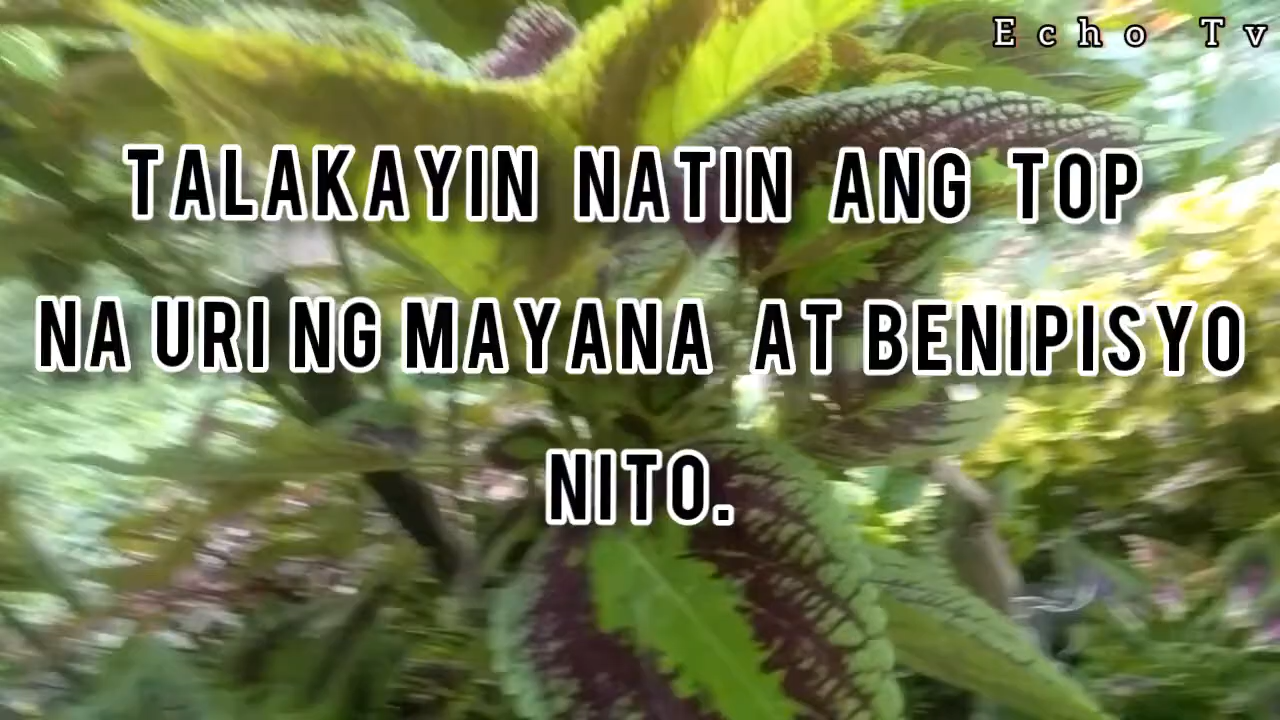 Echo Tv
TALAKAYIN NATIN ANG TOP
NA URI NG MAYANA AT BENIPISYO
NITO.